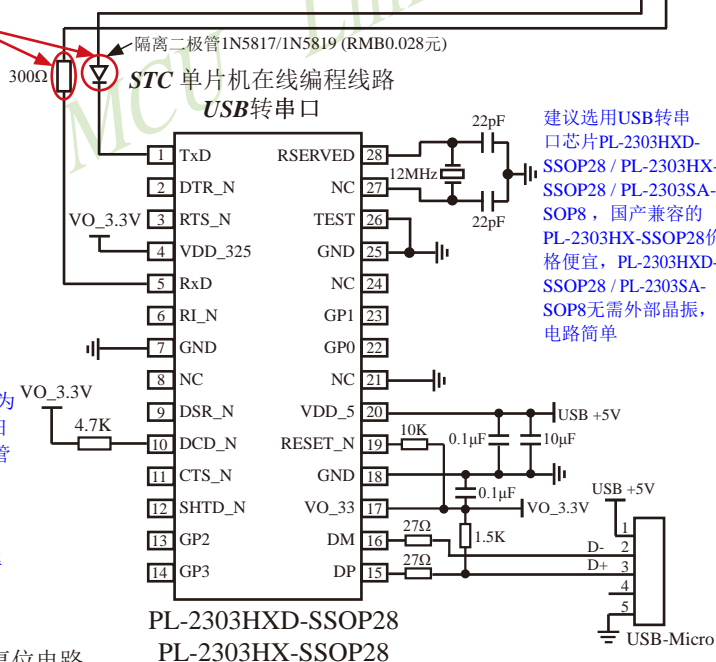 MCU Lim
隔离二极管1N5817/1N5819 (RMB0.028元)
300Ω
STC 单片机在线编程线路
USB转串口
22pF
12MHz
22pF
建议选用USB转串
口芯片PL-2303HXD-
SSOP28 / PL-2303HX-
SSOP28 / PL-2303SA-
SOP8 ，国产兼容的
PL-2303HX-SSOP28价
格便宜，PL-2303HXD-
SSOP28 / PL-2303SA-
SOP8无需外部晶振，
电路简单
1 TxD RSERVED 28
2 DTR_N NC 27
VO_3.3V 3 RTS_N TEST 26
4 VDD_325 GND 25
5 RxD NC 24
6 RI_N GP1 23
7 GND GP0 22
8 NC NC 21
9 DSR_N VDD_5 20 USB +5V
10 DCD_N RESET_N 19 10K 0.1μF 10μF
11 CTS_N GND 18
12 SHTD_N VO_33 17 0.1μF VO_3.3V
13 GP2 DM 16 27Ω 1.5K
14 GP3 DP 15 27Ω
为
VO_3.3V
4.7K
管
USB +5V
1
D- 2
D+ 3
4
5
USB-Micro
PL-2303HXD-SSOP28
PL-2303HX-SSOP28
复位电路